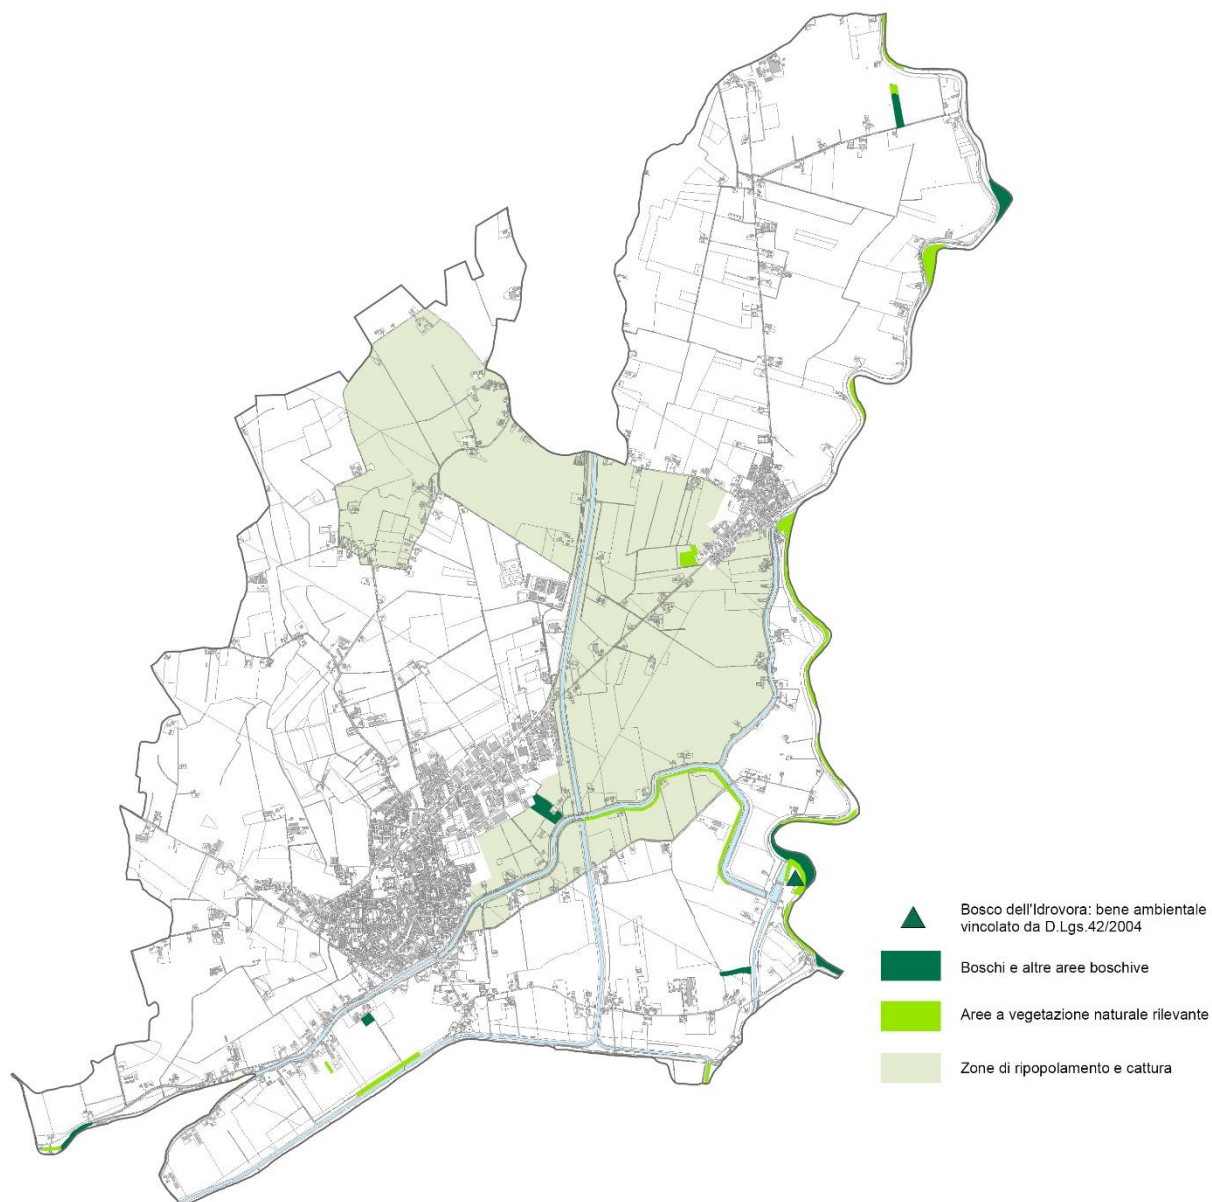 Bosco dell'Idrovora: bene ambientale
vincolato da D.Lgs.42/2004
Boschi e altre aree boschive
Aree a vegetazione naturale rilevante
Zone di ripopolamento e cattura